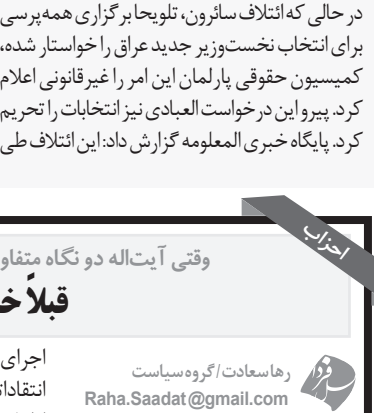 در حالی که ائتلاف سائرون، تلویحا برگزاری همه‌پرسی
برای انتخاب نخست‌وزیر جدید عراق را خواستار شده،
کمیسیون حقوقی پارلمان این امر را غیرقانونی اعلام
کرد. پیرو این درخواست العبادی نیز انتخابات را تحریم
کرد. پایگاه خبری المعلومه گزارش داد: این ائتلاف طی
احزاب
وقتی آیت‌اله دو نگاه
قبلاً
اجرای
رها سعادت/گروه سیاست
Raha.Saadat@gmail.com